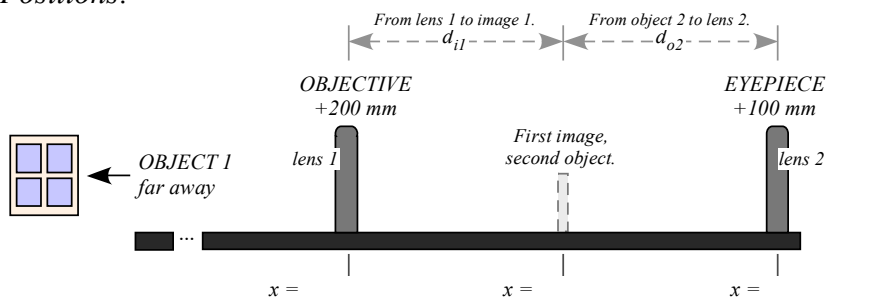 Positions:
From lens 1 to image 1.
From object 2 to lens 2.
d_i1
d_o2
OBJECTIVE
+200 mm
EYEPIECE
+100 mm
First image,
second object.
lens 1
lens 2
OBJECT 1
far away
...
x =
x =
x =